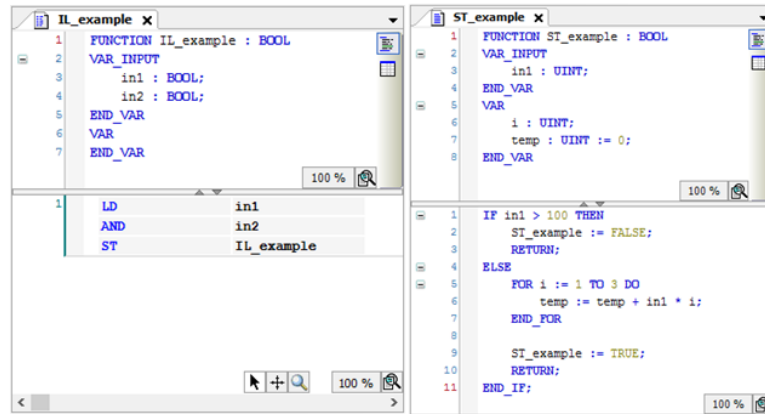 IL_example x
1 FUNCTION IL_example : BOOL
2 VAR_INPUT
3 in1 : BOOL;
4 in2 : BOOL;
5 END_VAR
6 VAR
7 END_VAR
100 %
1 LD in1
AND in2
ST IL_example
100 %
ST_example x
1 FUNCTION ST_example : BOOL
2 VAR_INPUT
3 in1 : UINT;
4 END_VAR
5 VAR
6 i : UINT;
7 temp : UINT := 0;
8 END_VAR
100 %
1 IF in1 > 100 THEN
2 ST_example := FALSE;
3 RETURN;
4 ELSE
5 FOR i := 1 TO 3 DO
6 temp := temp + in1 * i;
7 END_FOR
8
9 ST_example := TRUE;
10 RETURN;
11 END_IF;
100 %